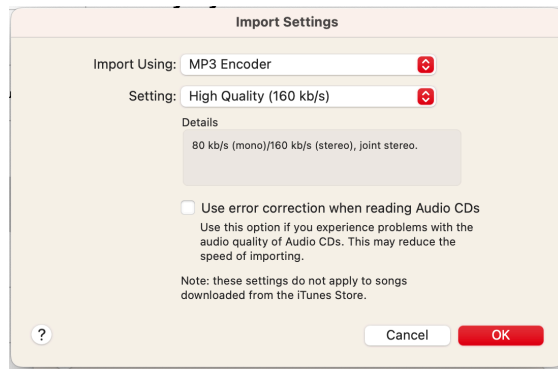 Import Settings
Import Using: MP3 Encoder
Setting: High Quality (160 kb/s)
Details
80 kb/s (mono)/160 kb/s (stereo), joint stereo.
Use error correction when reading Audio CDs
Use this option if you experience problems with the
audio quality of Audio CDs. This may reduce the
speed of importing.
Note: these settings do not apply to songs
downloaded from the iTunes Store.
? Cancel OK